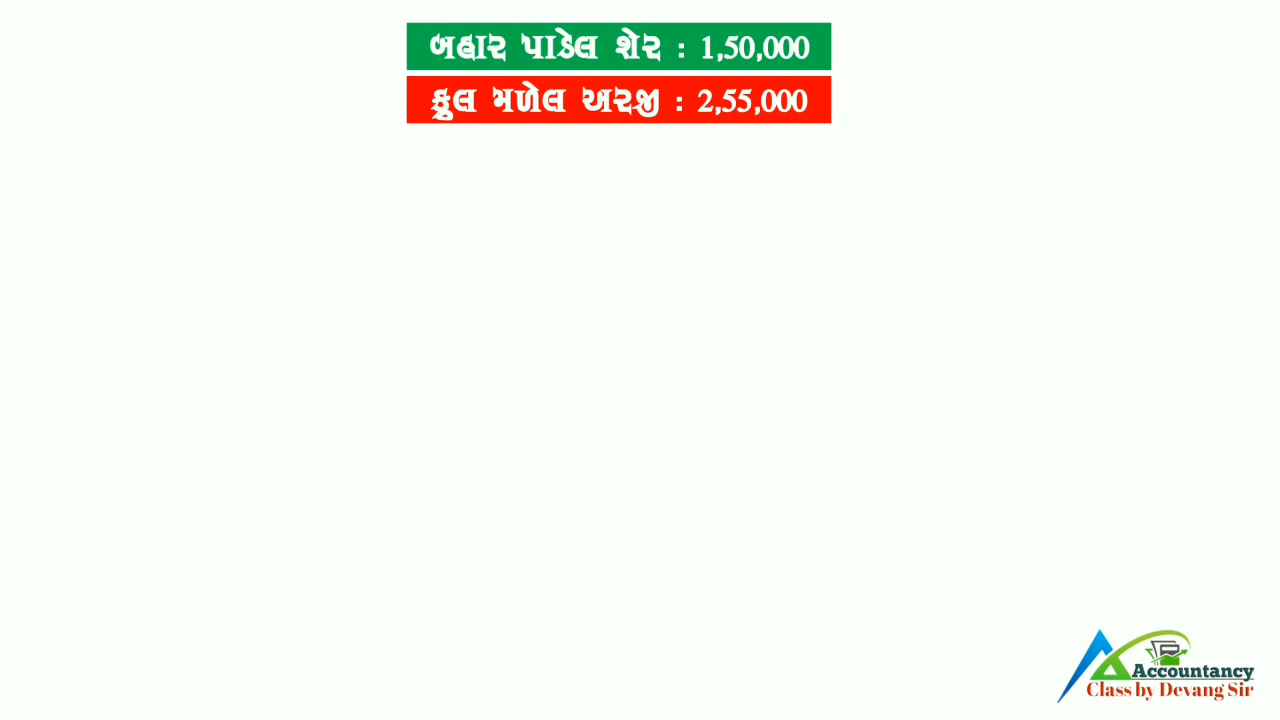 બહાર પાડેલ શેર : 1,50,000
કુલ મળેલ અરજી : 2,55,000
Accountancy
Class by Devang Sir